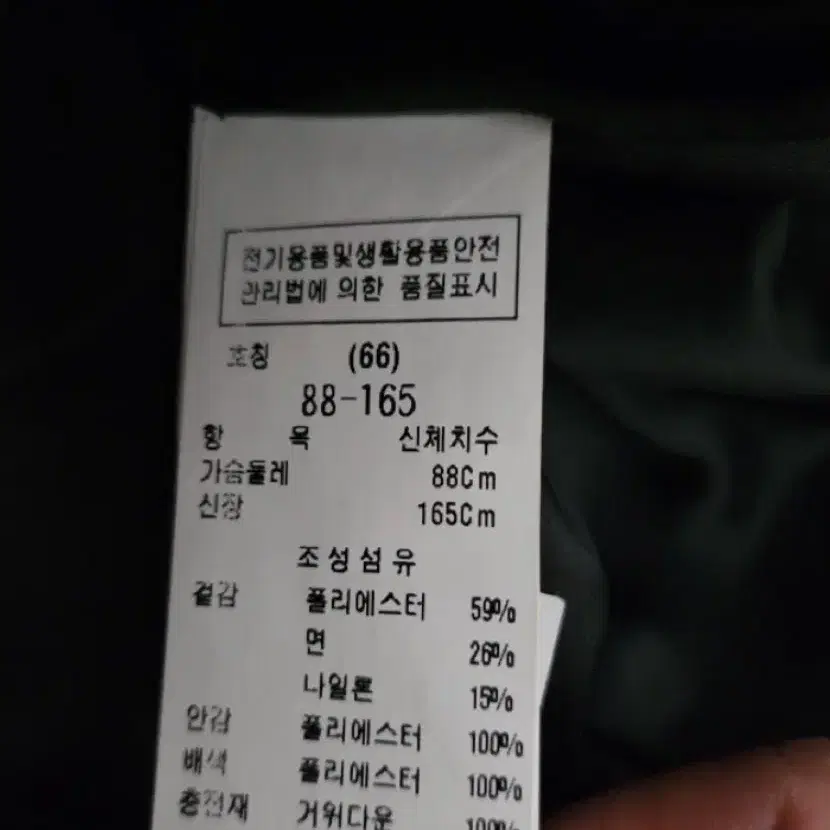 전기용품및생활용품안전
관리법에 의한 품질표시
호칭 (66)
88-165
항 목 신체치수
가슴둘레 88Cm
신장 165Cm
조성섬유
겉감 폴리에스터 59%
면 26%
나일론 15%
안감 폴리에스터 100%
배색 폴리에스터 100%
충전재 거위다운 100%